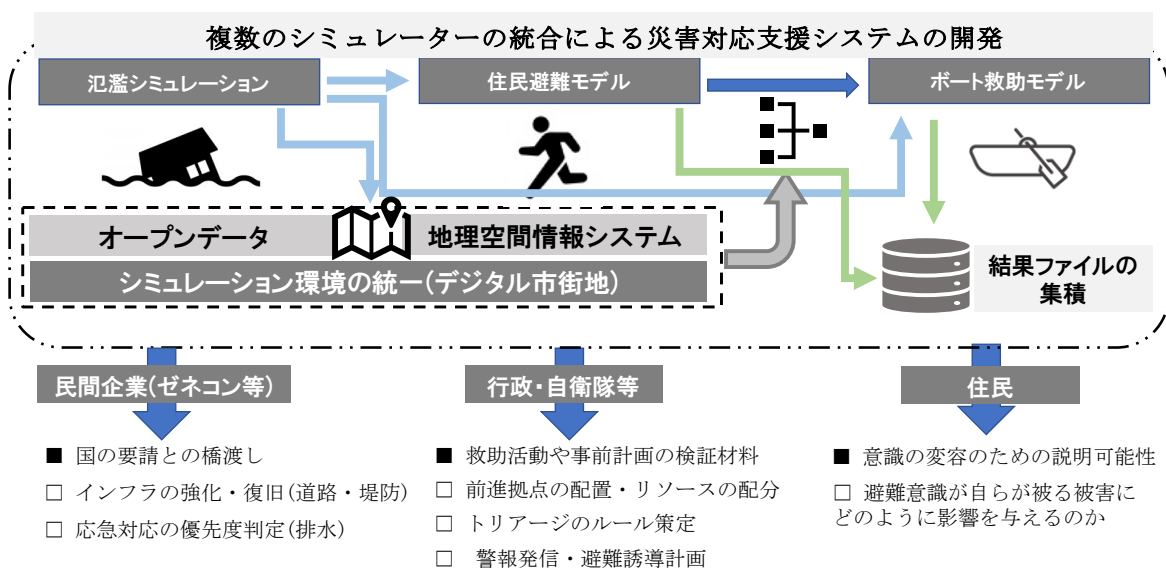 複数のシミュレーターの統合による災害対応支援システムの開発
氾濫シミュレーション
住民避難モデル
ボート救助モデル
オープンデータ
地理空間情報システム
シミュレーション環境の統一(デジタル市街地)
結果ファイルの
集積
民間企業(ゼネコン等)
■ 国の要請との橋渡し
□ インフラの強化・復旧(道路・堤防)
□ 応急対応の優先度判定(排水)
行政・自衛隊等
■ 救助活動や事前計画の検証材料
□ 前進拠点の配置・リソースの配分
□ トリアージのルール策定
□ 警報発信・避難誘導計画
住民
■ 意識の変容のための説明可能性
□ 避難意識が自らが被る被害に
どのように影響を与えるのか